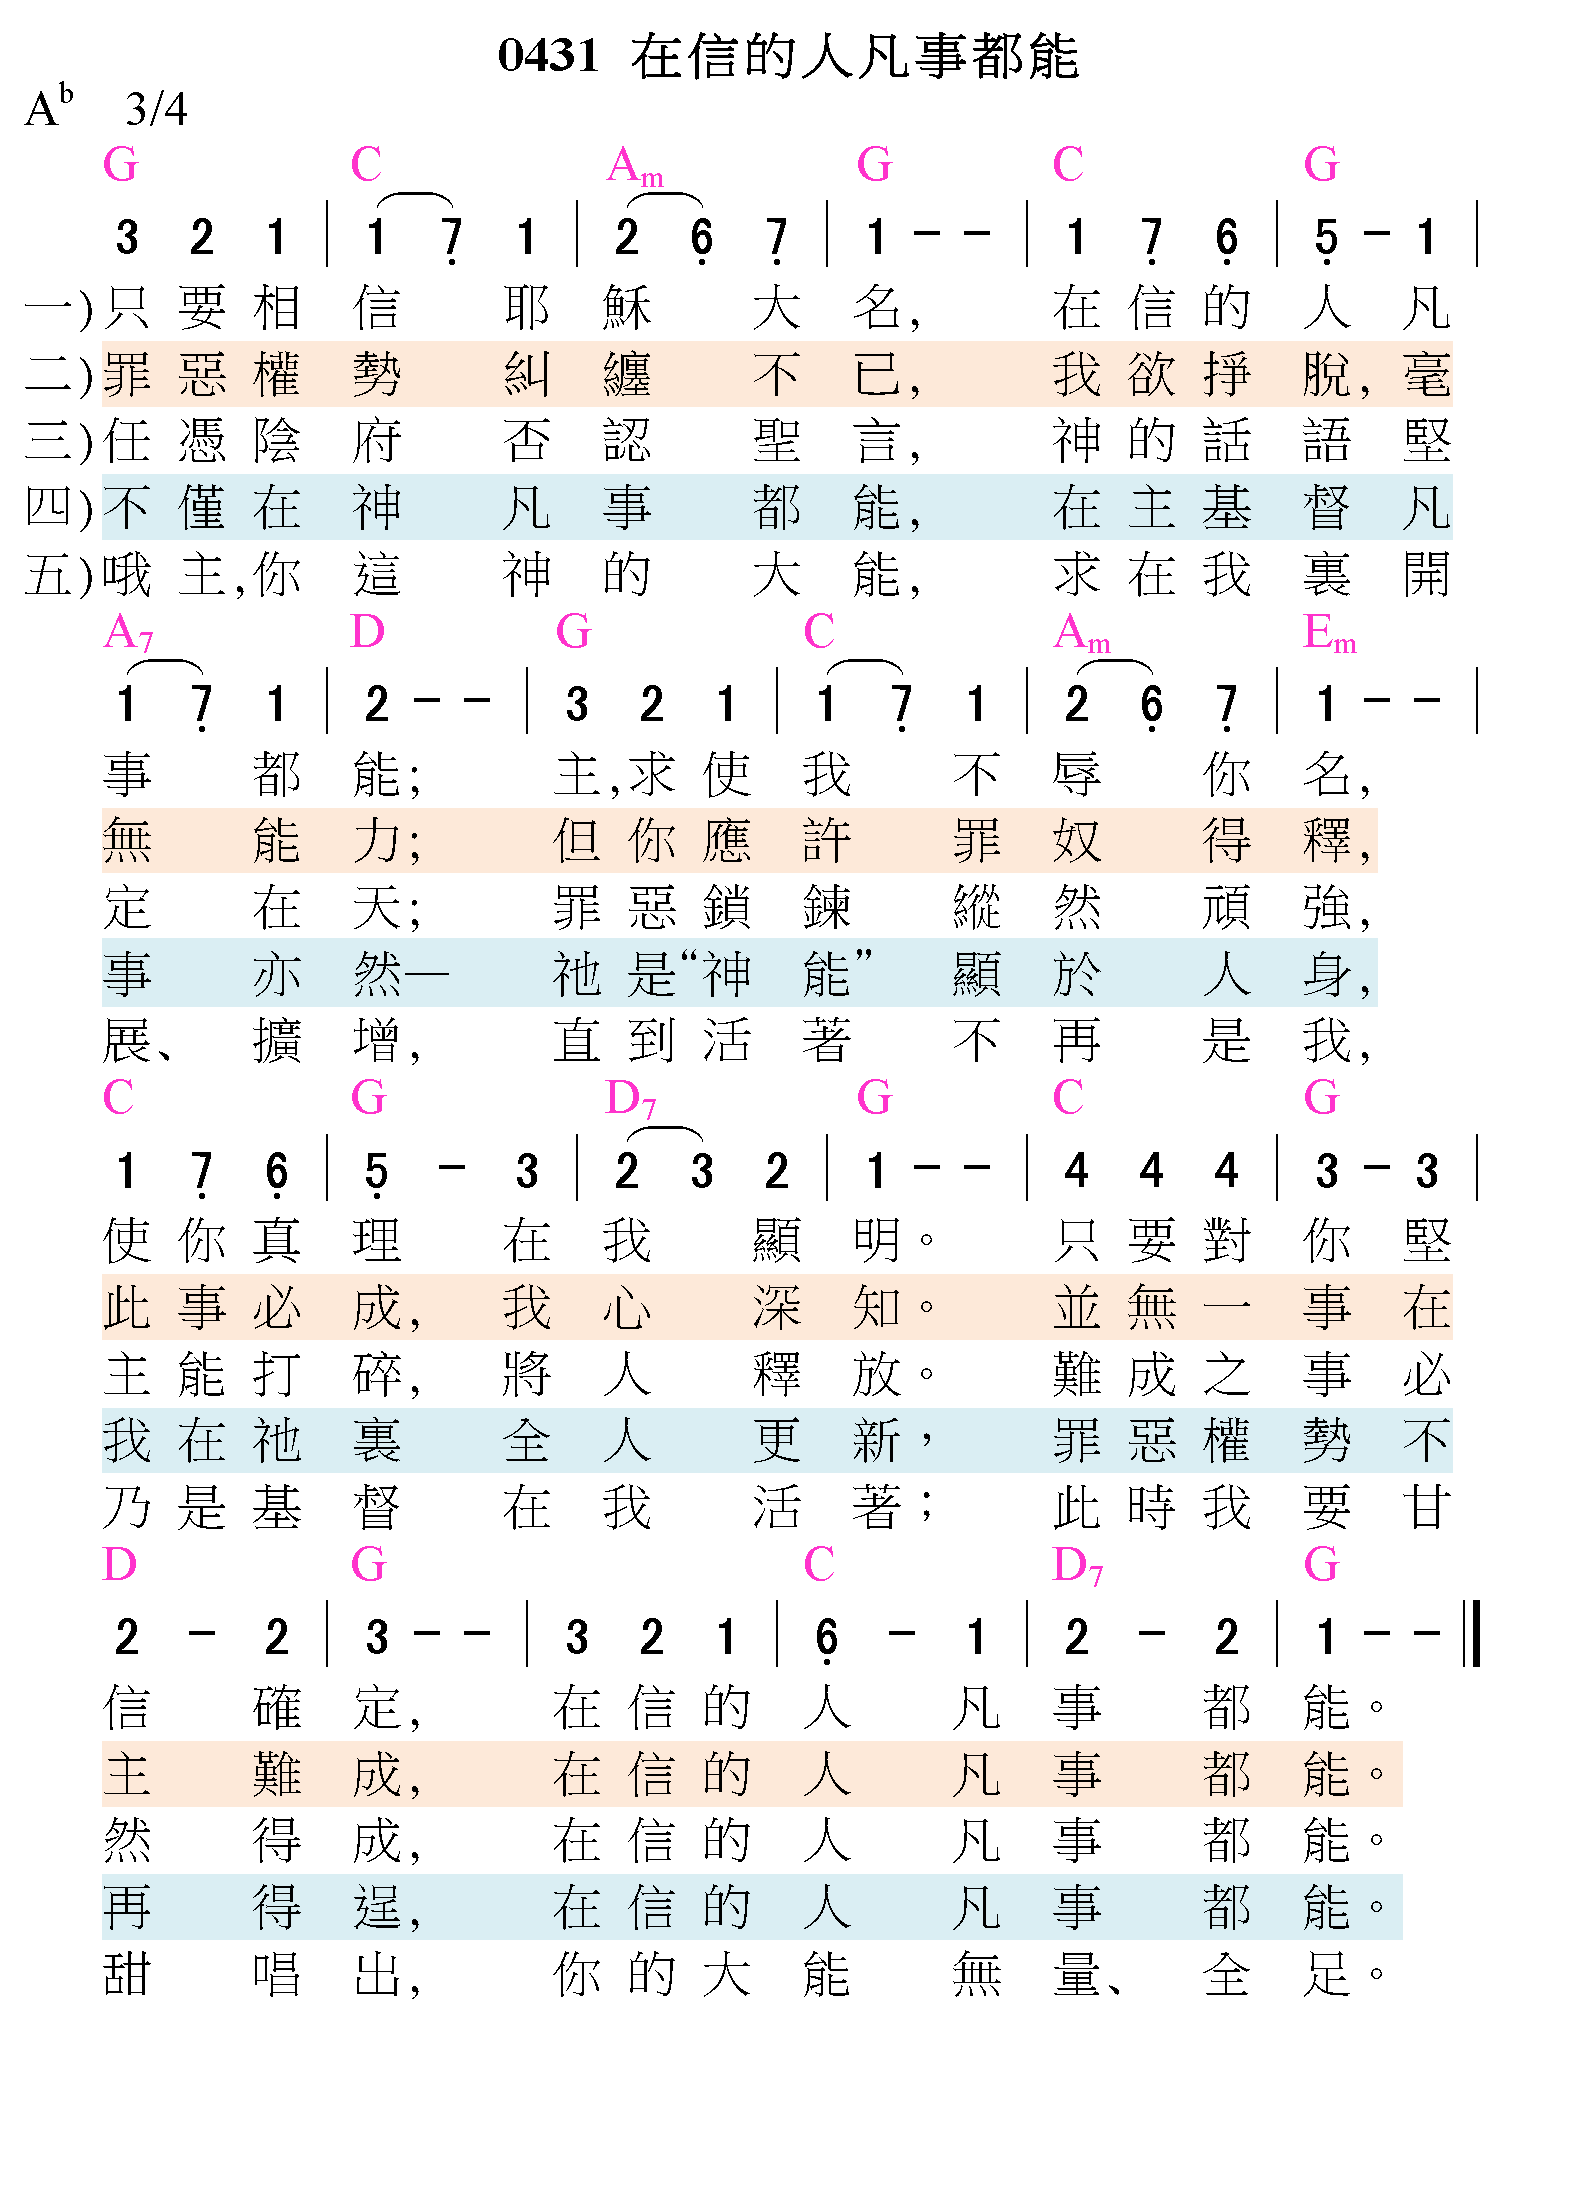 0431 在信的人凡事都能
Ab 3/4
G C Am G C G
3 2 1 | 1 7̣ 1 | 2 6̣ 7̣ | 1 - - | 1 7̣ 6̣ | 5̣ - 1 |
一)只要相信耶穌大名, 在信的人凡
二)罪惡權勢糾纏不已, 我欲掙脫,毫
三)任憑陰府否認聖言, 神的話語堅
四)不僅在神凡事都能, 在主基督凡
五)哦主,你這神的大能, 求在我裏開
A7 D G C Am Em
1 7̣ 1 | 2 - - | 3 2 1 | 1 7̣ 1 | 2 6̣ 7̣ | 1 - - |
事都能; 主,求使我不辱你名,
無能力; 但你應許罪奴得釋,
定在天; 罪惡鎖鍊縱然頑強,
事亦然— 祂是“神能”顯於人身,
展、擴增, 直到活著不再是我,
C G D7 G C G
1 7̣ 6̣ | 5̣ - 3 | 2 3 2 | 1 - - | 4 4 4 | 3 - 3 |
使你真理在我顯明。 只要對你堅
此事必成,我心深知。 並無一事在
主能打碎,將人釋放。 難成之事必
我在祂裏全人更新, 罪惡權勢不
乃是基督在我活著; 此時我要甘
D G C D7 G
2 - 2 | 3 - - | 3 2 1 | 6̣ - 1 | 2 - 2 | 1 - - ‖
信確定, 在信的人凡事都能。
主難成, 在信的人凡事都能。
然得成, 在信的人凡事都能。
再得逞, 在信的人凡事都能。
甜唱出, 你的大能無量、全足。